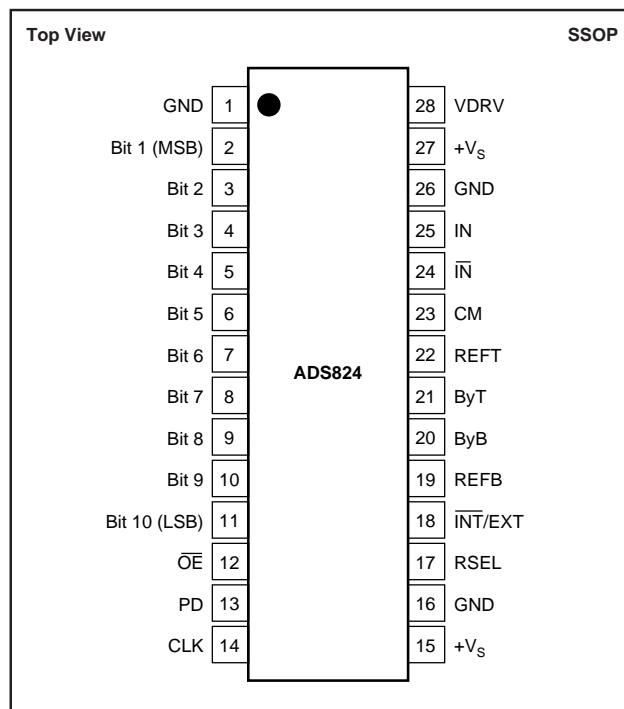 Top View SSOP
GND 1 28 VDRV
Bit 1 (MSB) 2 27 +VS
Bit 2 3 26 GND
Bit 3 4 25 IN
Bit 4 5 24 I̅N̅
Bit 5 6 23 CM
Bit 6 7 22 REFT
ADS824
Bit 7 8 21 ByT
Bit 8 9 20 ByB
Bit 9 10 19 REFB
Bit 10 (LSB) 11 18 I̅N̅T̅/EXT
O̅E̅ 12 17 RSEL
PD 13 16 GND
CLK 14 15 +VS